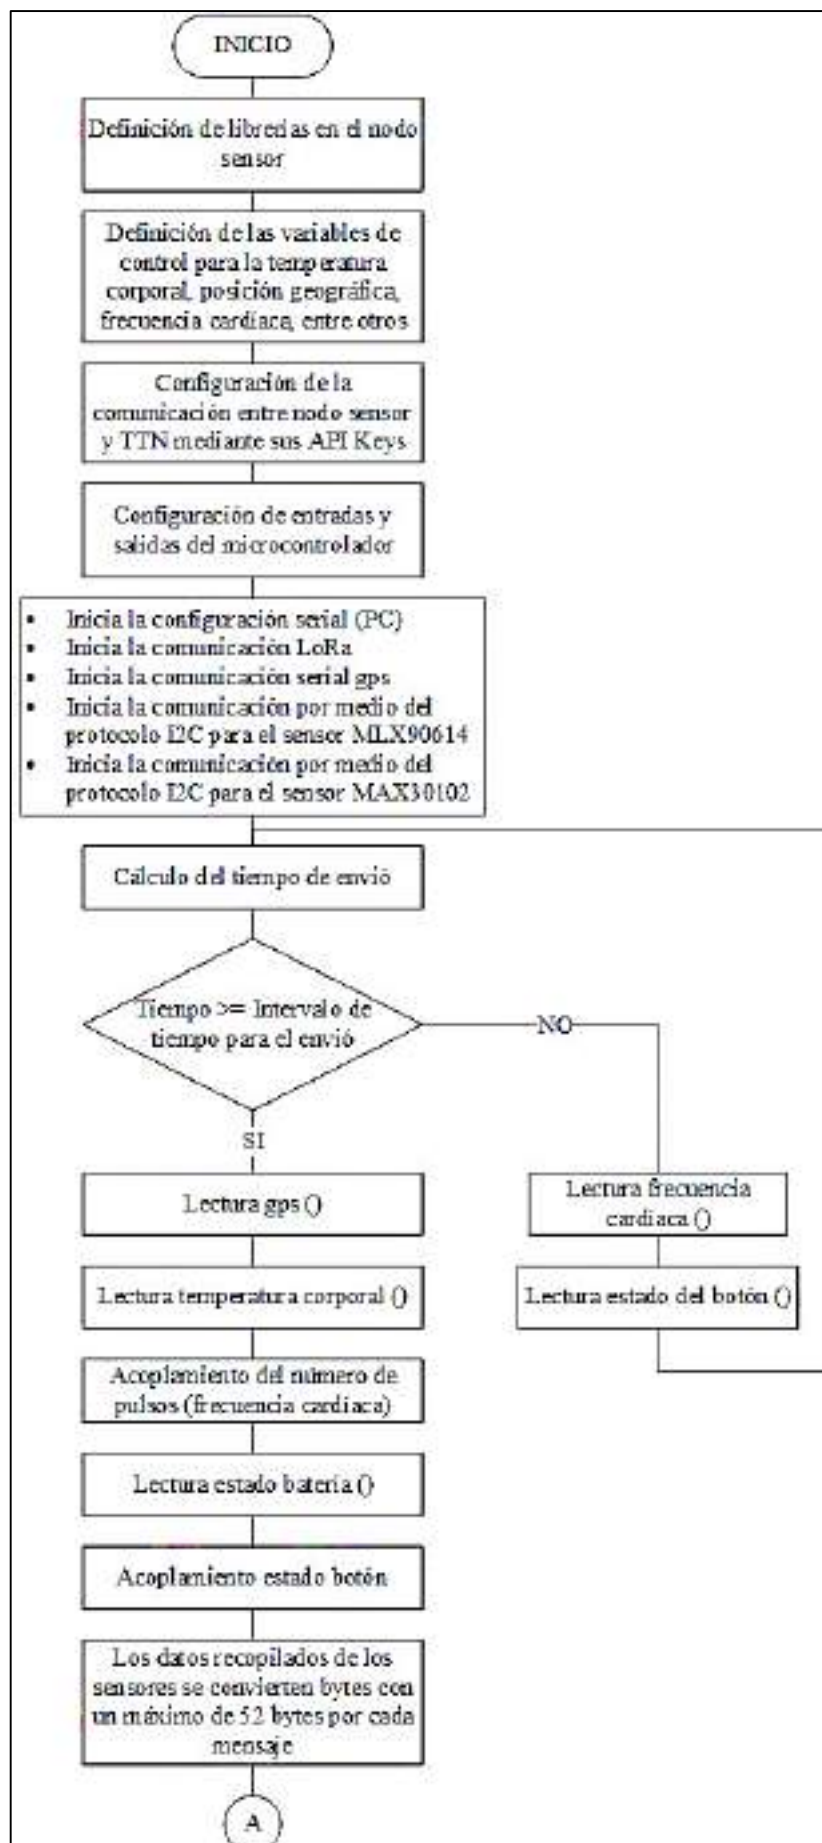 INICIO
Definición de librerías en el nodo
sensor
Definición de las variables de
control para la temperatura
corporal, posición geográfica,
frecuencia cardíaca, entre otros
Configuración de la
comunicación entre nodo sensor
y TTN mediante sus API Keys
Configuración de entradas y
salidas del microcontrolador
• Inicia la configuración serial (PC)
• Inicia la comunicación LoRa
• Inicia la comunicación serial gps
• Inicia la comunicación por medio del
protocolo I2C para el sensor MLX90614
• Inicia la comunicación por medio del
protocolo I2C para el sensor MAX30102
Cálculo del tiempo de envió
Tiempo >= Intervalo de
tiempo para el envió
NO
SI
Lectura gps ()
Lectura frecuencia
cardiaca ()
Lectura temperatura corporal ()
Lectura estado del botón ()
Acoplamiento del número de
pulsos (frecuencia cardiaca)
Lectura estado batería ()
Acoplamiento estado botón
Los datos recopilados de los
sensores se convierten bytes con
un máximo de 52 bytes por cada
mensaje
A